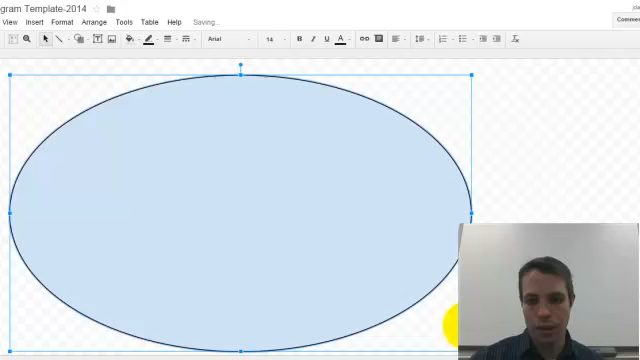 gram Template-2014
View Insert Format Arrange Tools Table Help Saving...
Arial 14 B I U A
Comme